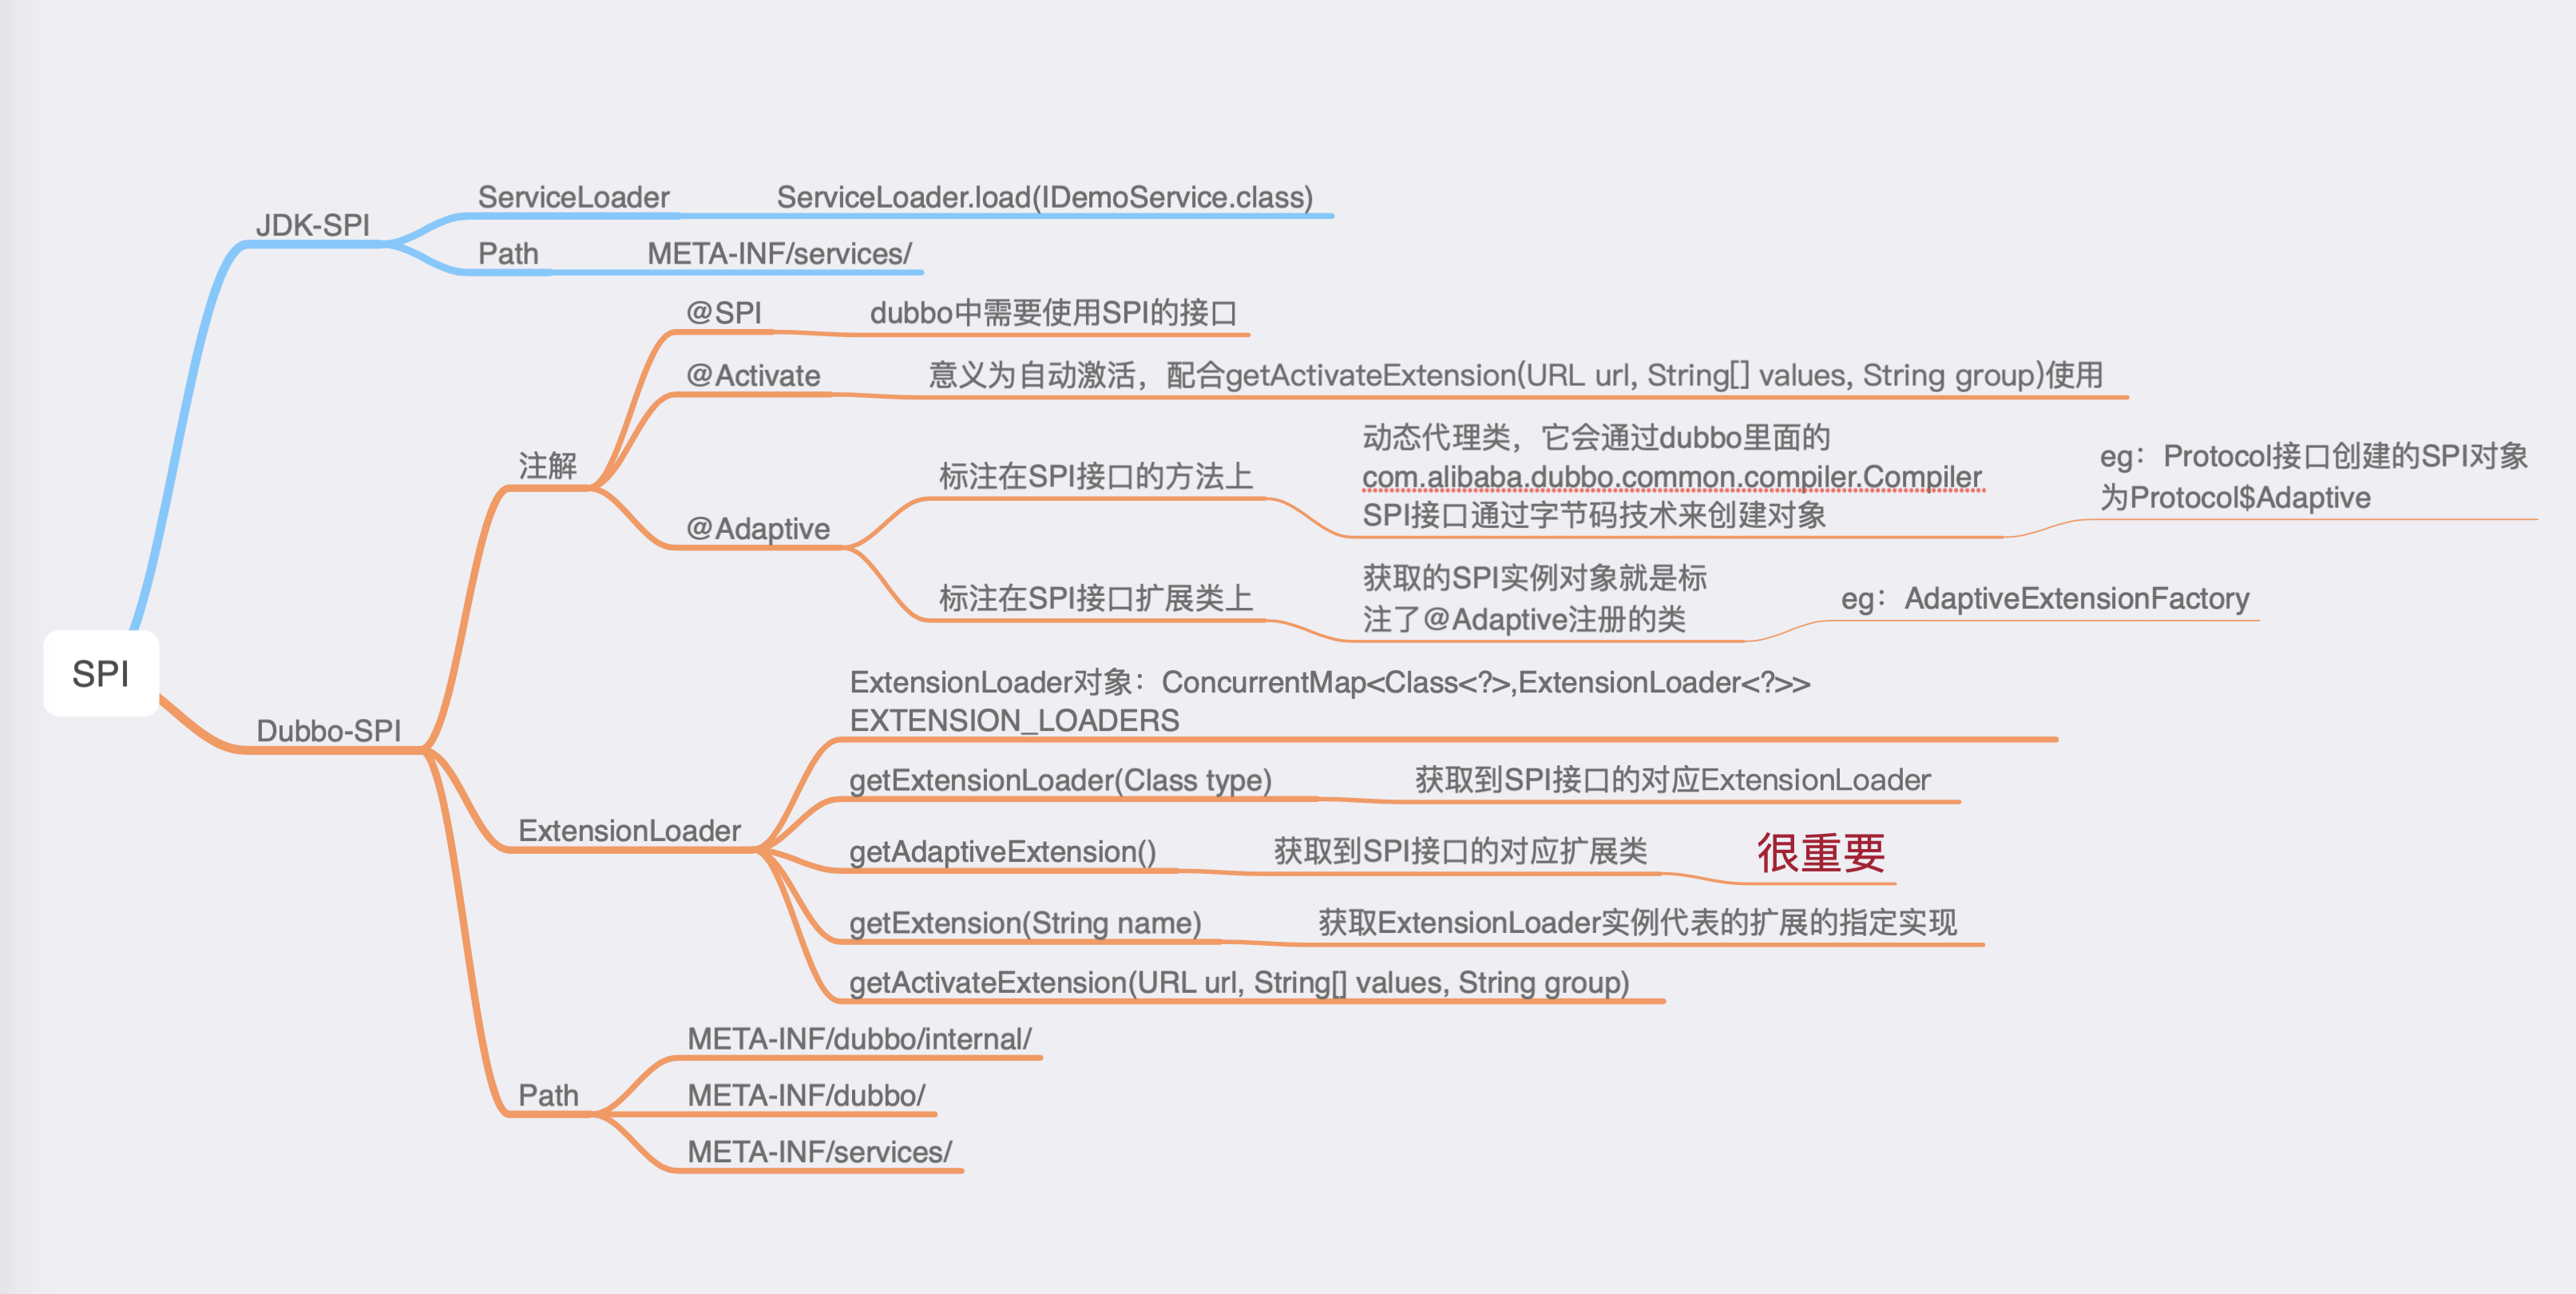 SPI
JDK-SPI
ServiceLoader
ServiceLoader.load(IDemoService.class)
Path
META-INF/services/
Dubbo-SPI
注解
@SPI
dubbo中需要使用SPI的接口
@Activate
意义为自动激活，配合getActivateExtension(URL url, String[] values, String group)使用
@Adaptive
标注在SPI接口的方法上
动态代理类，它会通过dubbo里面的
com.alibaba.dubbo.common.compiler.Compiler
SPI接口通过字节码技术来创建对象
eg：Protocol接口创建的SPI对象
为Protocol$Adaptive
标注在SPI接口扩展类上
获取的SPI实例对象就是标
注了@Adaptive注册的类
eg：AdaptiveExtensionFactory
ExtensionLoader
ExtensionLoader对象：ConcurrentMap<Class<?>,ExtensionLoader<?>>
EXTENSION_LOADERS
getExtensionLoader(Class type)
获取到SPI接口的对应ExtensionLoader
getAdaptiveExtension()
获取到SPI接口的对应扩展类
很重要
getExtension(String name)
获取ExtensionLoader实例代表的扩展的指定实现
getActivateExtension(URL url, String[] values, String group)
Path
META-INF/dubbo/internal/
META-INF/dubbo/
META-INF/services/